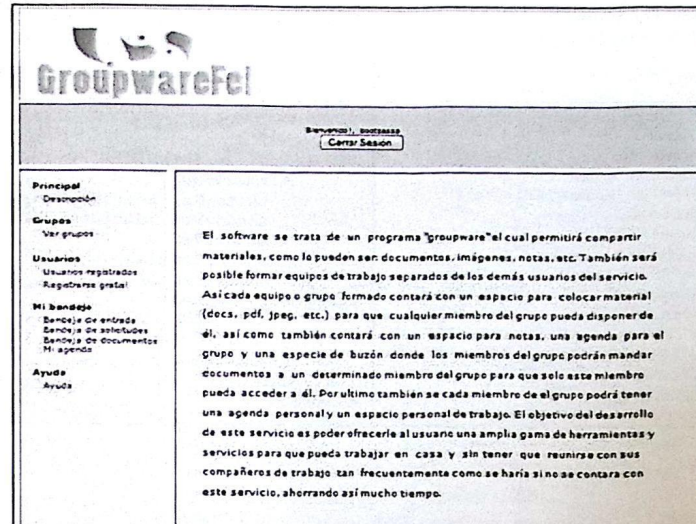 GroupwareFei
Bienvenido!,
Cerrar Sesión
Principal
Descripción
Grupos
Ver grupos
Usuarios
Usuarios registrados
Registrarse gratis!
Mi bandeja
Bandeja de entrada
Bandeja de solicitudes
Bandeja de documentos
Mi agenda
Ayuda
Ayuda
El software se trata de un programa "groupware"el cual permitirá compartir
materiales, como lo pueden ser: documentos, imágenes, notas, etc. También será
posible formar equipos de trabajo separados de los demás usuarios del servicio.
Así cada equipo o grupo formado contará con un espacio para colocar material
(docs, pdf, jpeg, etc.) para que cualquier miembro del grupo pueda disponer de
él, así como también contará con un espacio para notas, una agenda para el
grupo y una especie de buzón donde los miembros del grupo podrán mandar
documentos a un determinado miembro del grupo para que solo este miembro
pueda acceder a él. Por ultimo también se cada miembro de el grupo podrá tener
una agenda personal y un espacio personal de trabajo. El objetivo del desarrollo
de este servicio es poder ofrecerle al usuario una amplia gama de herramientas y
servicios para que pueda trabajar en casa y sin tener que reunirse con sus
compañeros de trabajo tan frecuentemente como se haría si no se contara con
este servicio, ahorrando así mucho tiempo.